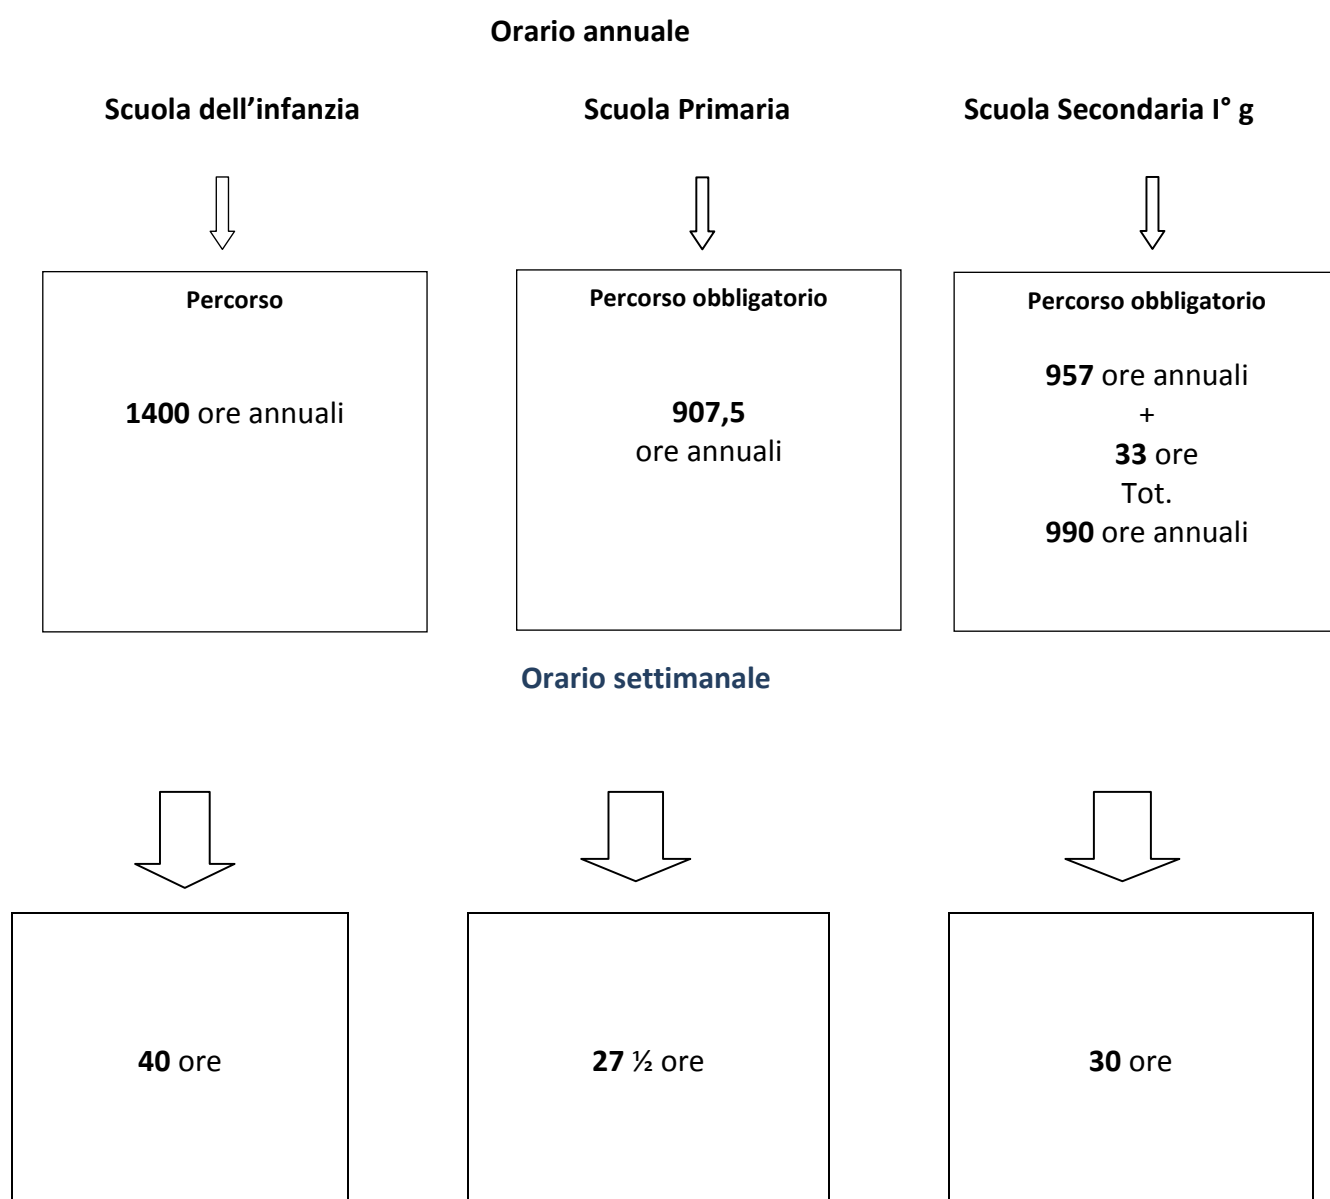 Orario annuale
Scuola dell’infanzia
Scuola Primaria
Scuola Secondaria I° g
Percorso
1400 ore annuali
Percorso obbligatorio
907,5
ore annuali
Percorso obbligatorio
957 ore annuali
+
33 ore
Tot.
990 ore annuali
Orario settimanale
40 ore
27 ½ ore
30 ore